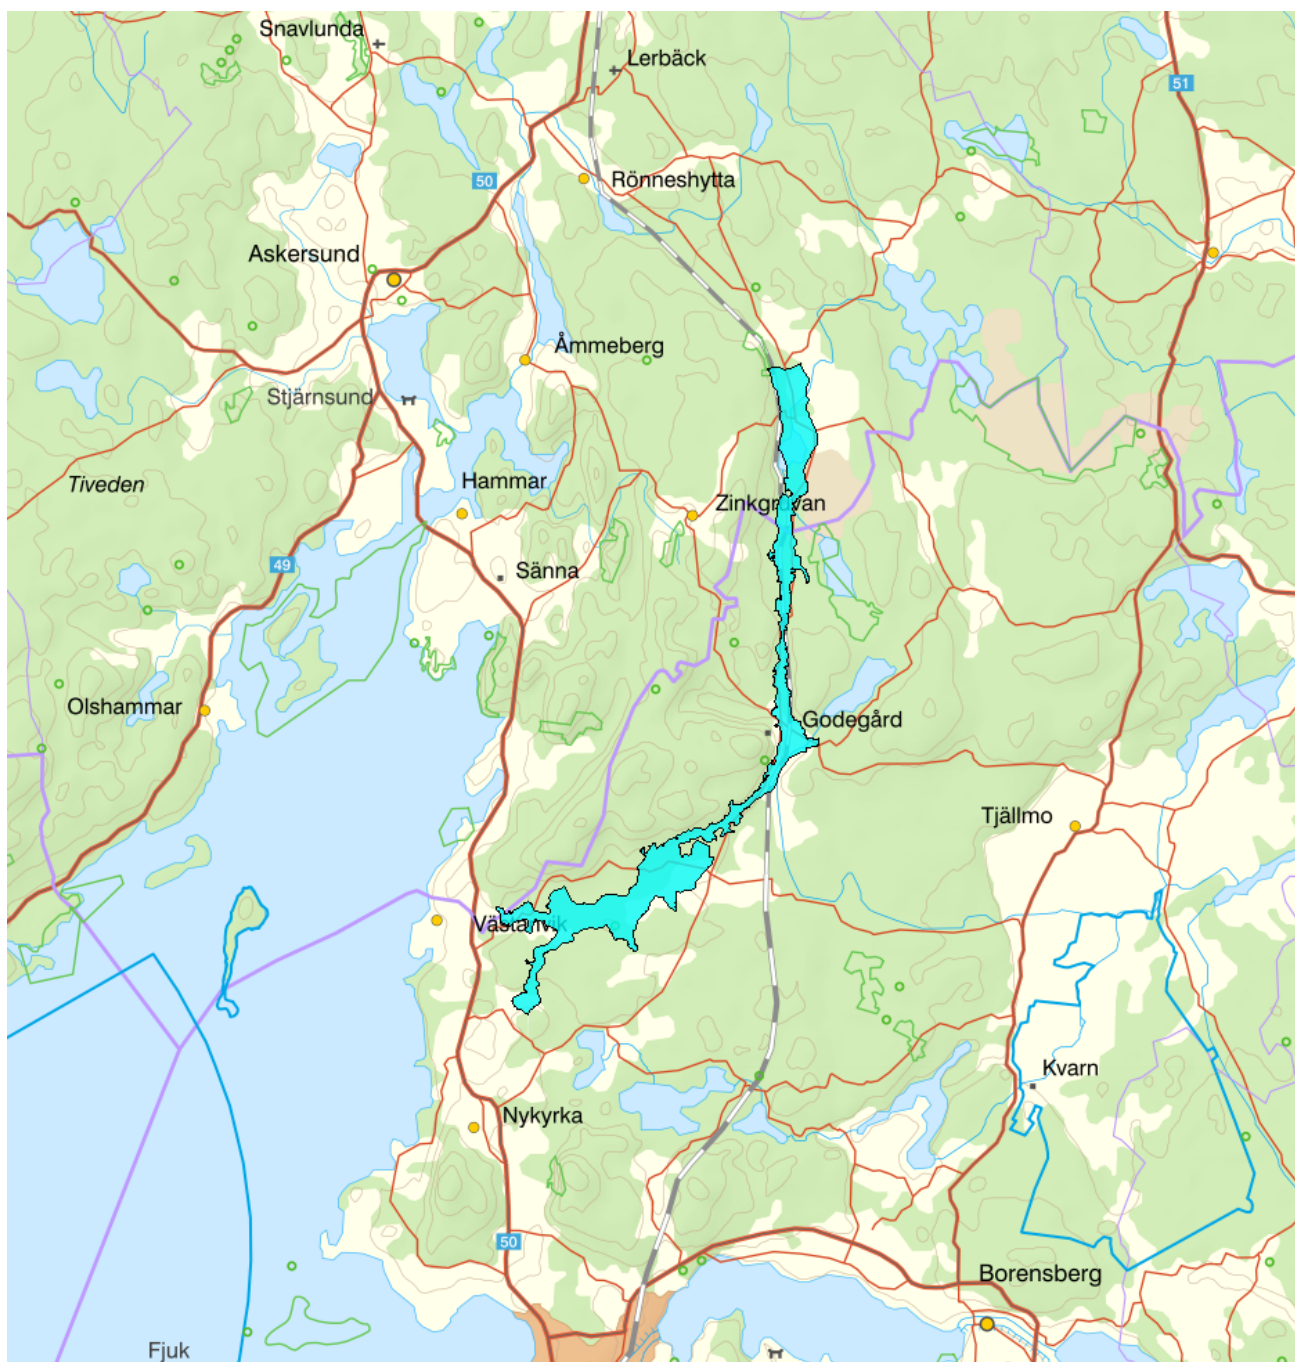 Snavlunda
Lerbäck
51
50
Rönneshytta
Askersund
Åmmeberg
Stjärnsund
Tiveden
Hammar
Zinkgruvan
49
Sänna
Olshammar
Godegård
Tjällmo
Västanvik
Kvarn
Nykyrka
50
Borensberg
Fjuk